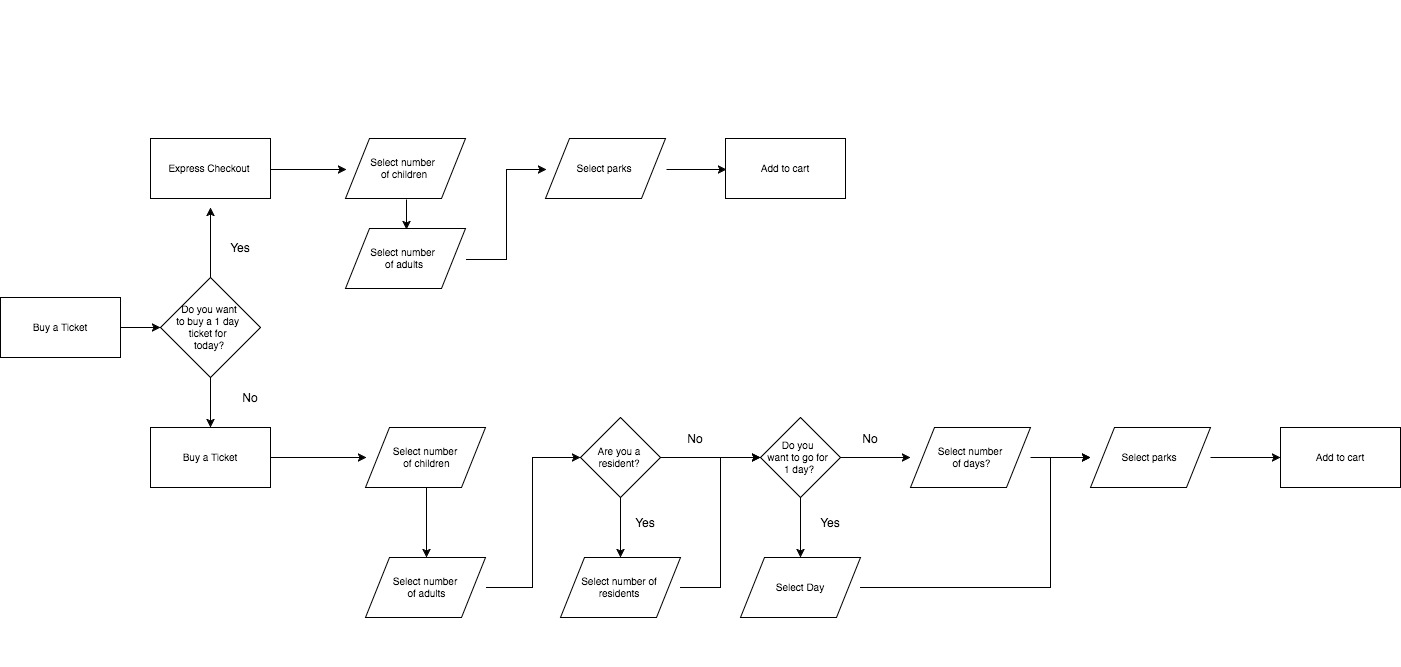 Express Checkout
Select number
of children
Select parks
Add to cart
Yes
Select number
of adults
Buy a Ticket
Do you want
to buy a 1 day
ticket for
today?
No
Buy a Ticket
Select number
of children
Are you a
resident?
No
Do you
want to go for
1 day?
No
Select number
of days?
Select parks
Add to cart
Yes
Yes
Select number
of adults
Select number of
residents
Select Day